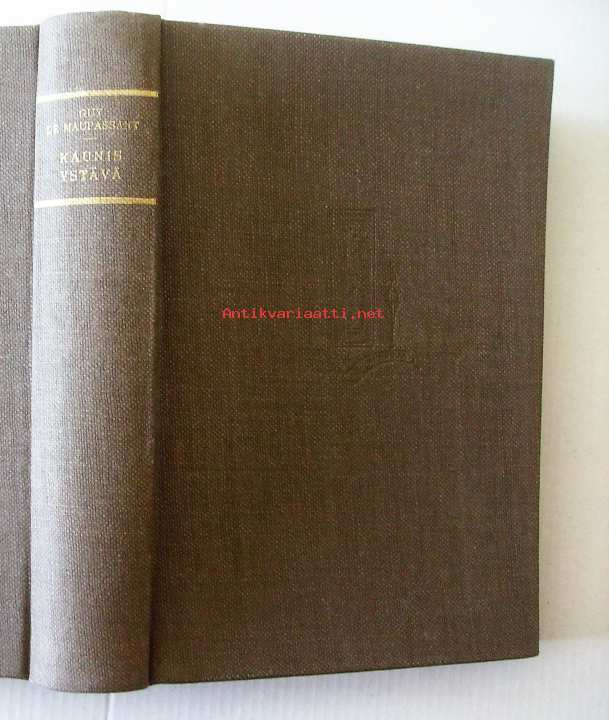 GUY
DE MAUPASSANT
KAUNIS
YSTÄVÄ
Antikvariaatti.net